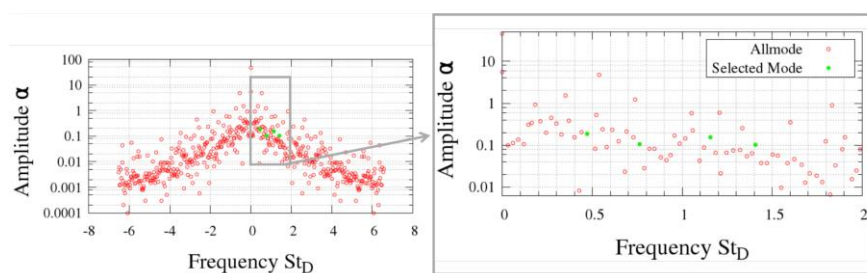 100
10
1
0.1
0.01
0.001
0.0001
-8 -6 -4 -2 0 2 4 6 8
Amplitude α
Frequency St_D
Allmode
Selected Mode
10
1
0.1
0.01
0 0.5 1 1.5 2
Amplitude α
Frequency St_D